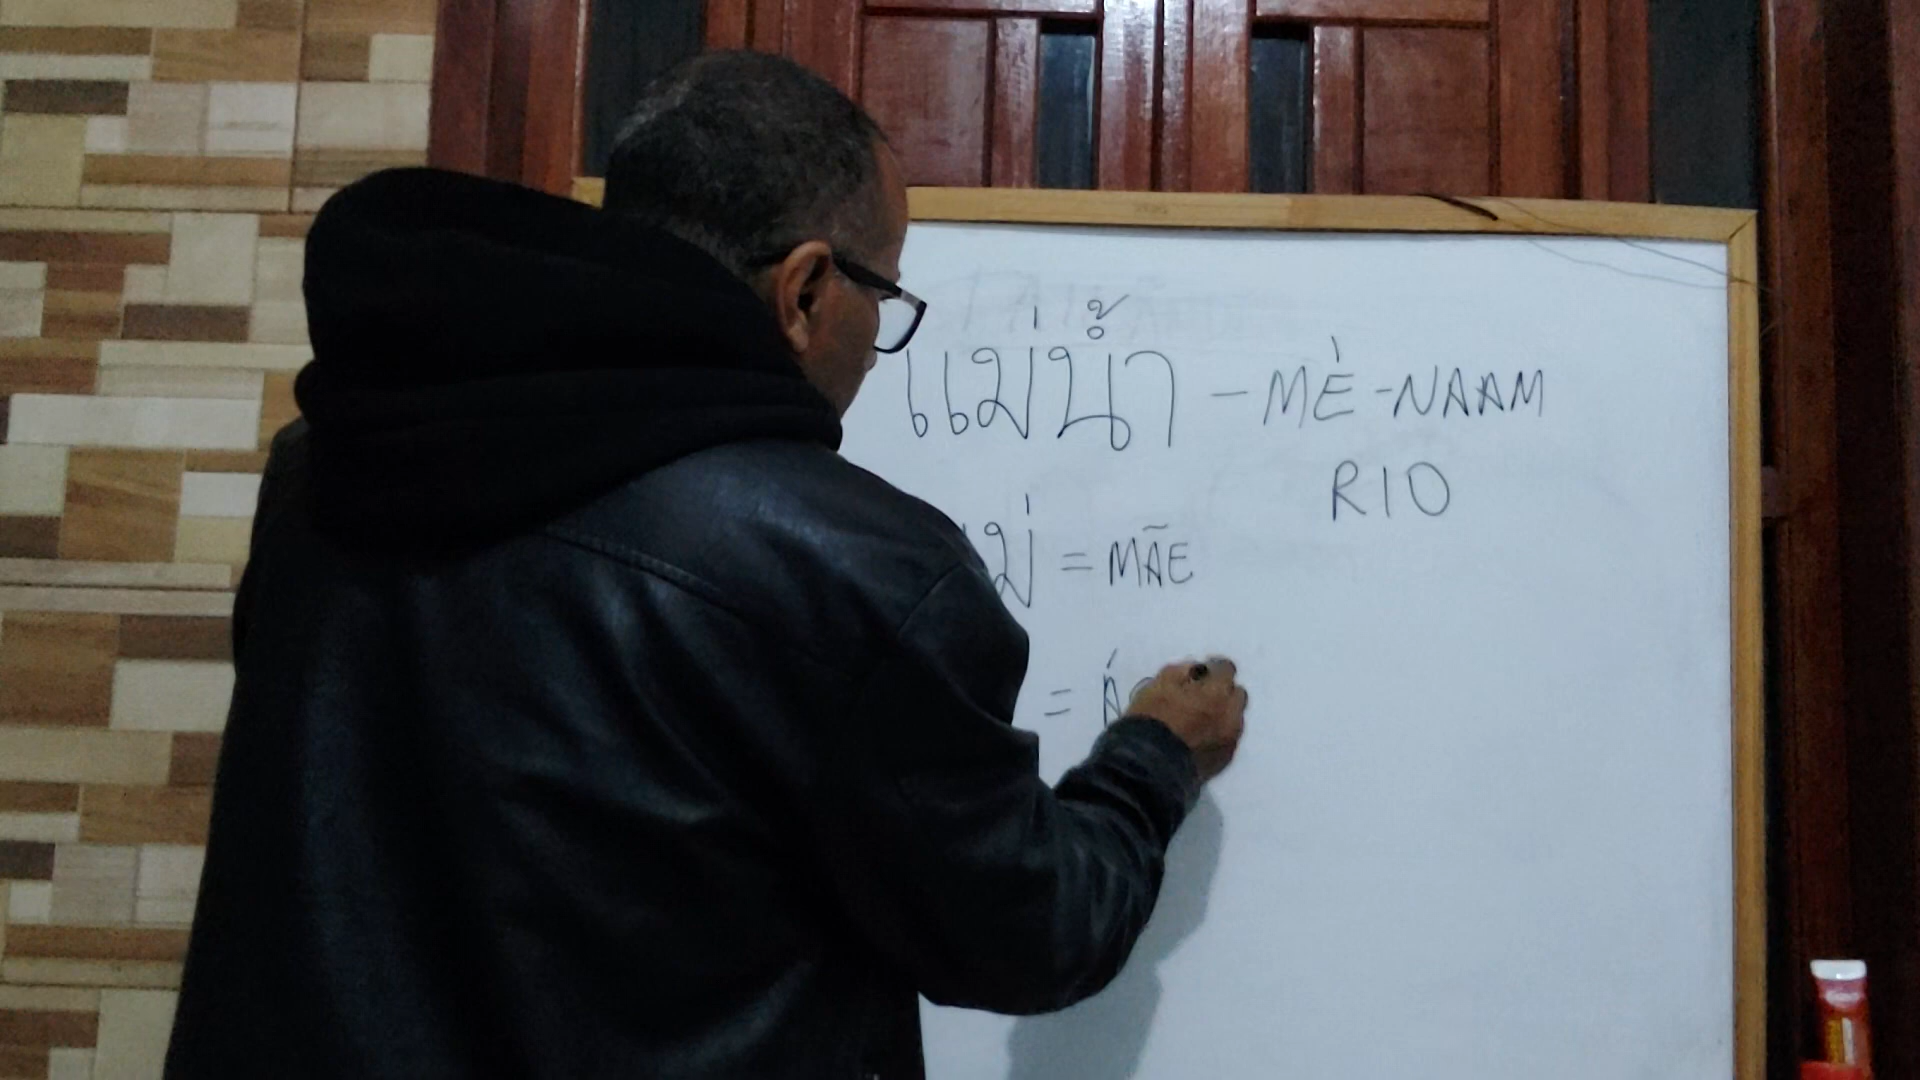 แม่น้ำ - MÈ - NAAM
RIO
แม่ = MÃE
= Á